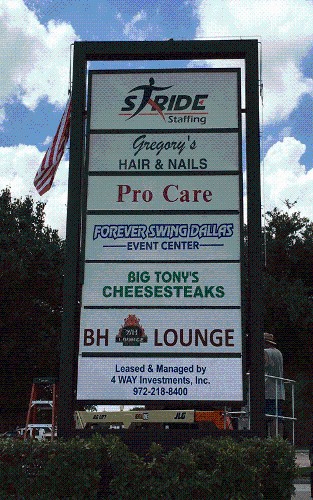 STRIDE
Staffing
Gregory's
HAIR & NAILS
Pro Care
FOREVER SWING DALLAS
EVENT CENTER
BIG TONY'S
CHEESESTEAKS
BH LOUNGE
Leased & Managed by
4 WAY Investments, Inc.
972-218-8400
JLG